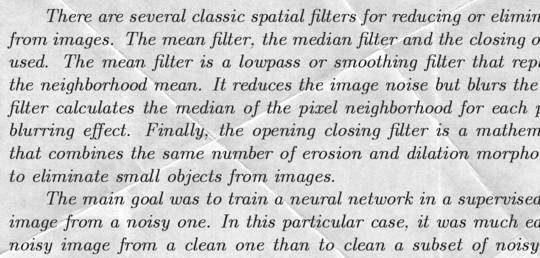 There are several classic spatial filters for reducing or elimin
from images. The mean filter, the median filter and the closing o
used. The mean filter is a lowpass or smoothing filter that repl
the neighborhood mean. It reduces the image noise but blurs the
filter calculates the median of the pixel neighborhood for each p
blurring effect. Finally, the opening closing filter is a mathem
that combines the same number of erosion and dilation morpho
to eliminate small objects from images.
The main goal was to train a neural network in a supervised
image from a noisy one. In this particular case, it was much ea
noisy image from a clean one than to clean a subset of noisy